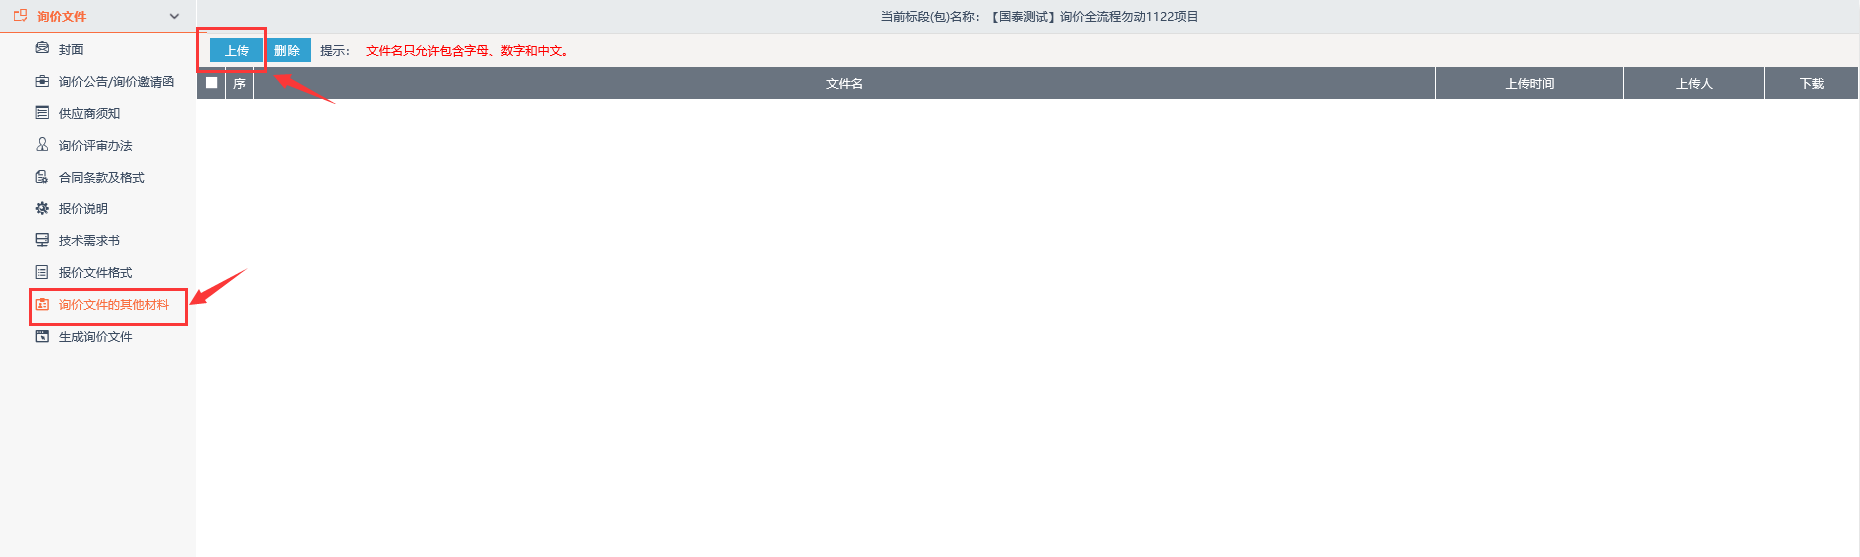 询价文件
当前标段(包)名称：【国泰测试】询价全流程勿动1122项目
上传 删除 提示： 文件名只允许包含字母、数字和中文。
序 文件名 上传时间 上传人 下载
封面
询价公告/询价邀请函
供应商须知
询价评审办法
合同条款及格式
报价说明
技术需求书
报价文件格式
询价文件的其他材料
生成询价文件